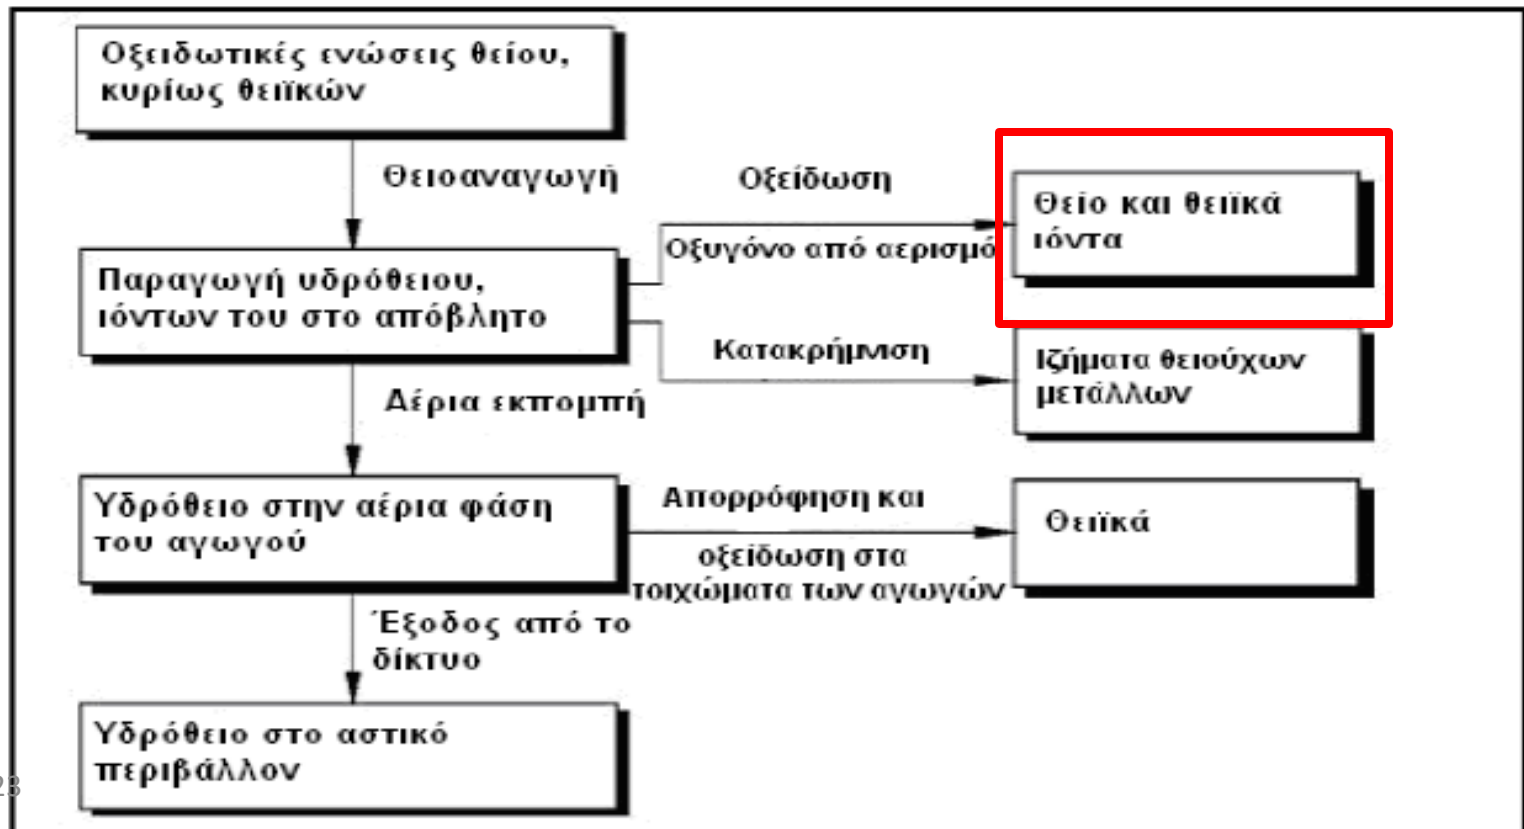 Οξειδωτικές ενώσεις θείου,
κυρίως θειϊκών
Θειοαναγωγή
Οξείδωση
Οξυγόνο από αερισμό
Θείο και θειϊκά
ιόντα
Παραγωγή υδρόθειου,
ιόντων του στο απόβλητο
Κατακρήμνιση
Ιζήματα θειούχων
μετάλλων
Αέρια εκπομπή
Υδρόθειο στην αέρια φάση
του αγωγού
Απορρόφηση και
οξείδωση στα
τοιχώματα των αγωγών
Θειϊκά
Έξοδος από το
δίκτυο
Υδρόθειο στο αστικό
περιβάλλον